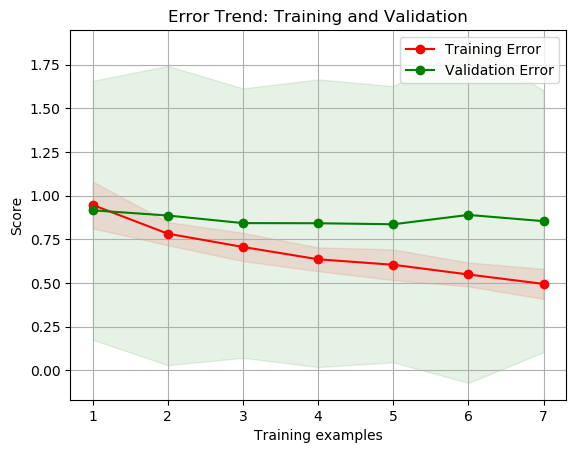 Error Trend: Training and Validation
Training Error
Validation Error
1.75
1.50
1.25
1.00
0.75
0.50
0.25
0.00
Score
1 2 3 4 5 6 7
Training examples